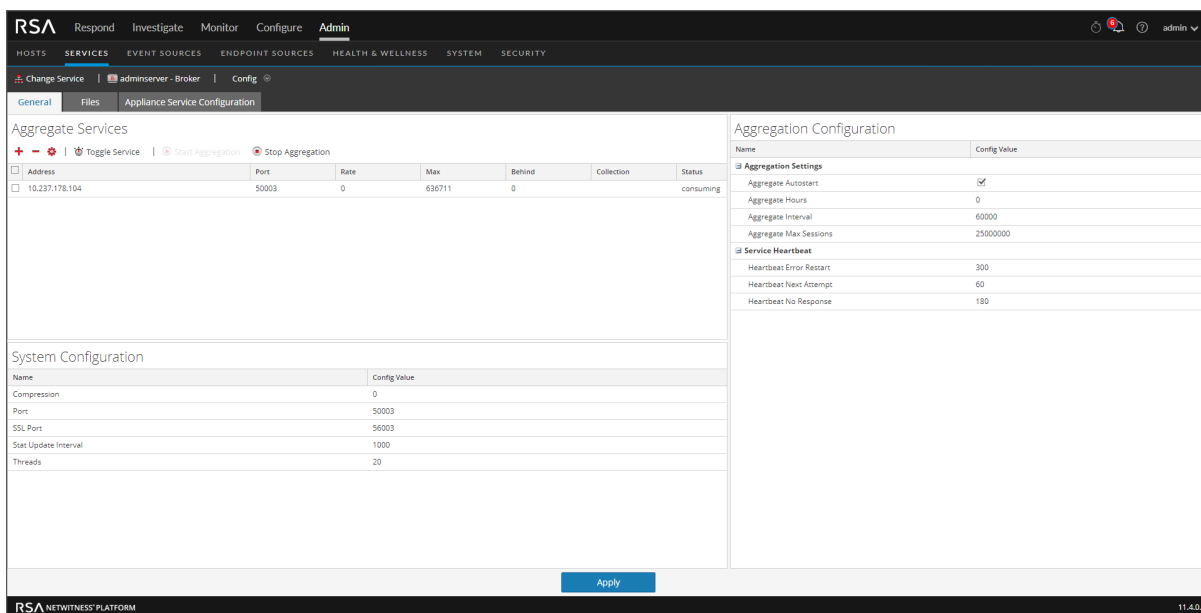 RSA Respond Investigate Monitor Configure Admin 6 admin
HOSTS SERVICES EVENT SOURCES ENDPOINT SOURCES HEALTH & WELLNESS SYSTEM SECURITY
Change Service | adminserver - Broker | Config
General Files Appliance Service Configuration
Aggregate Services
Toggle Service | Start Aggregation Stop Aggregation
Address Port Rate Max Behind Collection Status
10.237.178.104 50003 0 636711 0 consuming
System Configuration
Name Config Value
Compression 0
Port 50003
SSL Port 56003
Stat Update Interval 1000
Threads 20
Aggregation Configuration
Name Config Value
Aggregation Settings
Aggregate Autostart
Aggregate Hours 0
Aggregate Interval 60000
Aggregate Max Sessions 25000000
Service Heartbeat
Heartbeat Error Restart 300
Heartbeat Next Attempt 60
Heartbeat No Response 180
Apply
RSA NETWITNESS® PLATFORM 11.4.0.